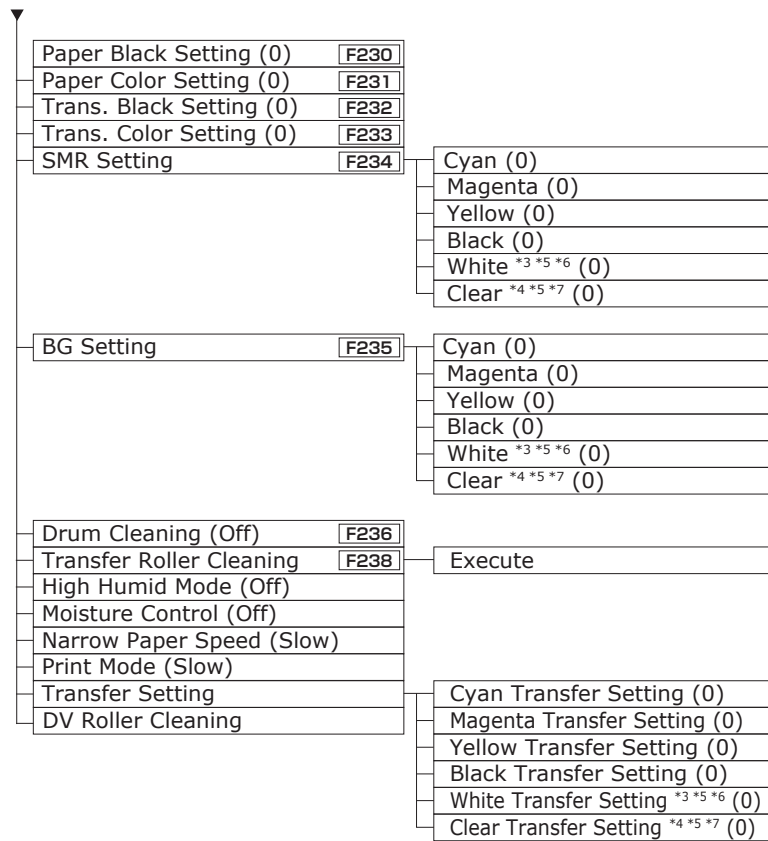 Paper Black Setting (0) F230
Paper Color Setting (0) F231
Trans. Black Setting (0) F232
Trans. Color Setting (0) F233
SMR Setting F234
Cyan (0)
Magenta (0)
Yellow (0)
Black (0)
White *3 *5 *6 (0)
Clear *4 *5 *7 (0)
BG Setting F235
Cyan (0)
Magenta (0)
Yellow (0)
Black (0)
White *3 *5 *6 (0)
Clear *4 *5 *7 (0)
Drum Cleaning (Off) F236
Transfer Roller Cleaning F238
Execute
High Humid Mode (Off)
Moisture Control (Off)
Narrow Paper Speed (Slow)
Print Mode (Slow)
Transfer Setting
Cyan Transfer Setting (0)
Magenta Transfer Setting (0)
Yellow Transfer Setting (0)
Black Transfer Setting (0)
White Transfer Setting *3 *5 *6 (0)
Clear Transfer Setting *4 *5 *7 (0)
DV Roller Cleaning